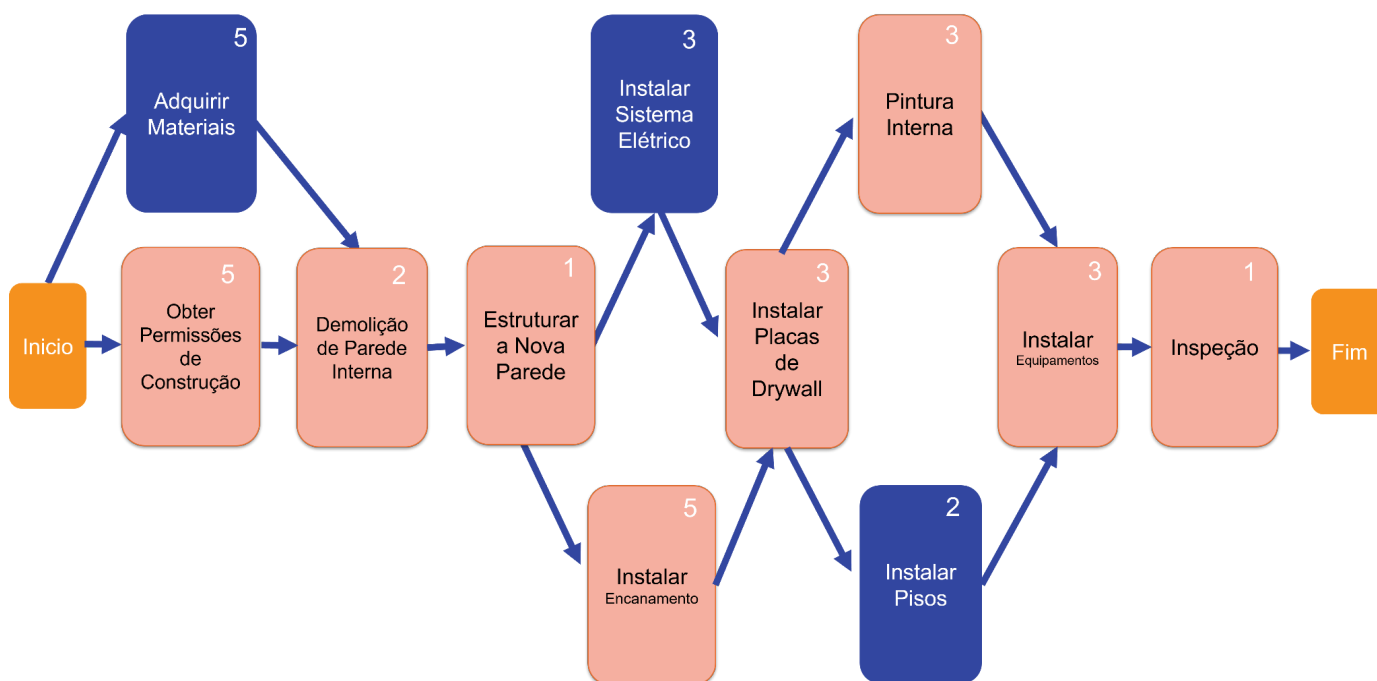 Inicio
5
Adquirir
Materiais
5
Obter
Permissões
de
Construção
2
Demolição
de Parede
Interna
1
Estruturar
a Nova
Parede
3
Instalar
Sistema
Elétrico
5
Instalar
Encanamento
3
Instalar
Placas
de
Drywall
3
Pintura
Interna
2
Instalar
Pisos
3
Instalar
Equipamentos
1
Inspeção
Fim